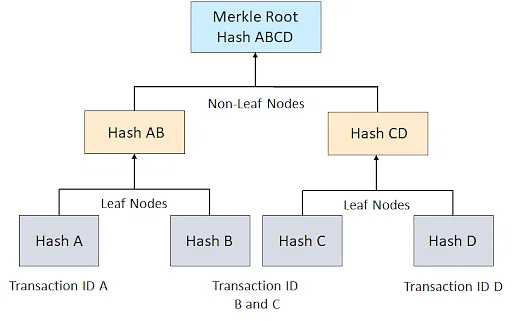 Merkle Root
Hash ABCD
Non-Leaf Nodes
Hash AB
Hash CD
Leaf Nodes
Leaf Nodes
Hash A
Hash B
Hash C
Hash D
Transaction ID A
Transaction ID
B and C
Transaction ID D